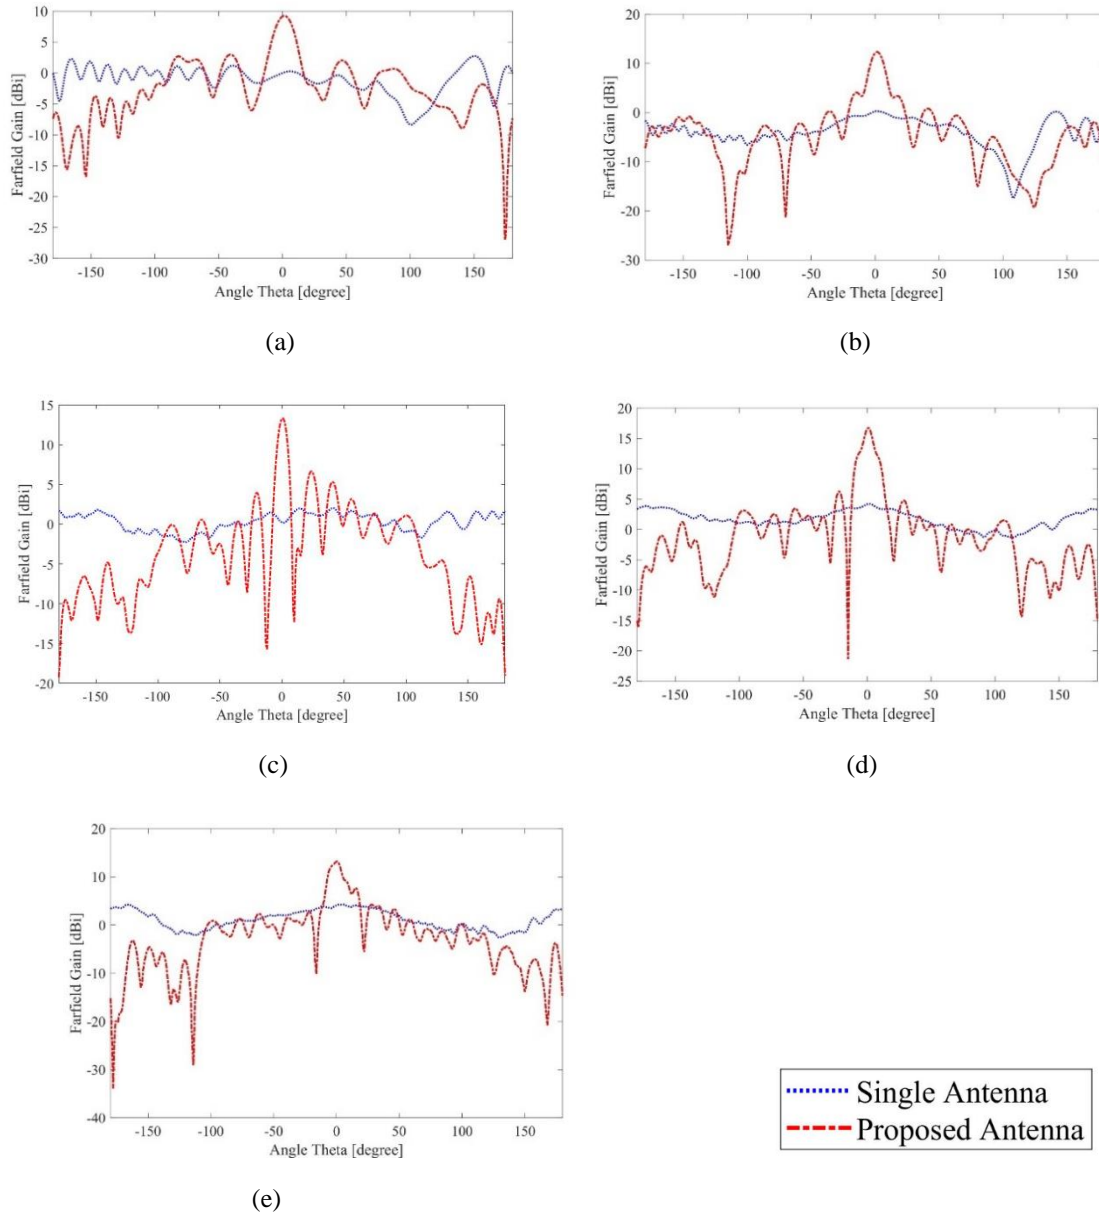 10
5
0
-5
-10
-15
-20
-25
-30
Farfield Gain [dBi]
-150 -100 -50 0 50 100 150
Angle Theta [degree]
(a)
20
10
0
-10
-20
-30
Farfield Gain [dBi]
-150 -100 -50 0 50 100 150
Angle Theta [degree]
(b)
15
10
5
0
-5
-10
-15
-20
Farfield Gain [dBi]
-150 -100 -50 0 50 100 150
Angle Theta [degree]
(c)
20
15
10
5
0
-5
-10
-15
-20
-25
Farfield Gain [dBi]
-150 -100 -50 0 50 100 150
Angle Theta [degree]
(d)
20
10
0
-10
-20
-30
-40
Farfield Gain [dBi]
-150 -100 -50 0 50 100 150
Angle Theta [degree]
(e)
Single Antenna
Proposed Antenna